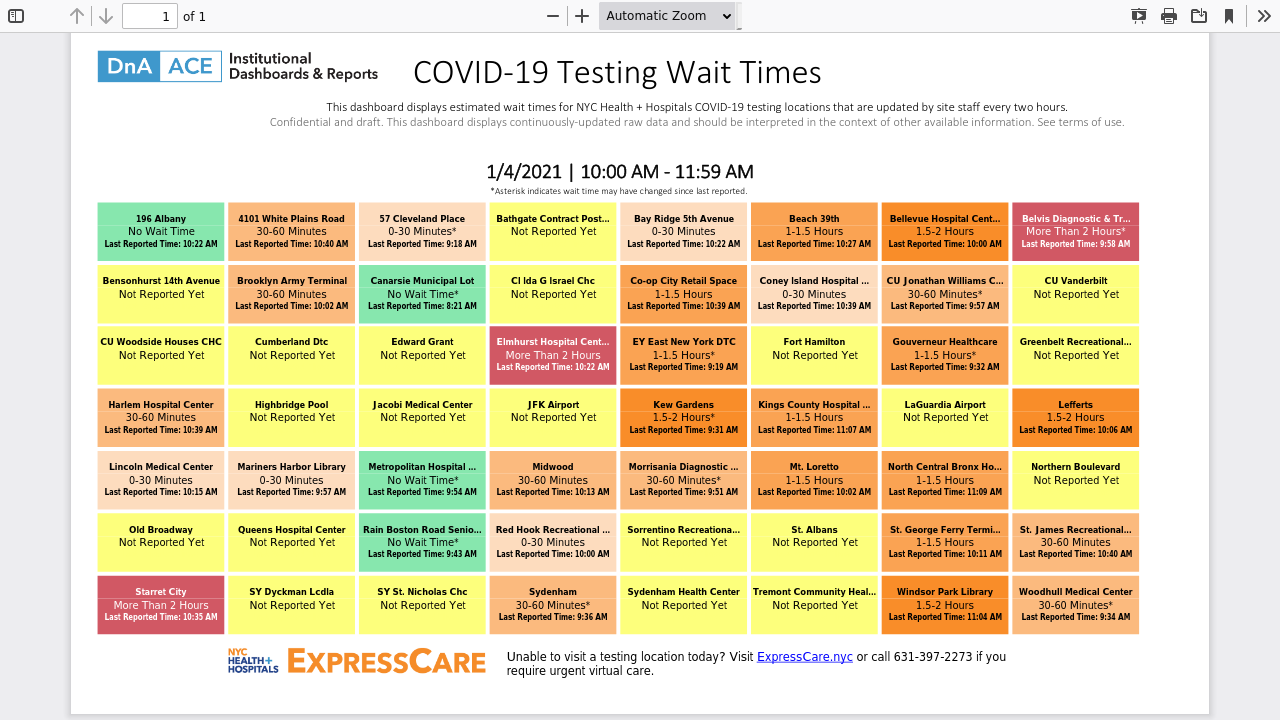 1 of 1 Automatic Zoom
DnA ACE Institutional
Dashboards & Reports
COVID-19 Testing Wait Times
This dashboard displays estimated wait times for NYC Health + Hospitals COVID-19 testing locations that are updated by site staff every two hours.
Confidential and draft. This dashboard displays continuously-updated raw data and should be interpreted in the context of other available information. See terms of use.
1/4/2021 | 10:00 AM - 11:59 AM
*Asterisk indicates wait time may have changed since last reported.
196 Albany
No Wait Time
Last Reported Time: 10:22 AM
4101 White Plains Road
30-60 Minutes
Last Reported Time: 10:40 AM
57 Cleveland Place
0-30 Minutes*
Last Reported Time: 9:18 AM
Bathgate Contract Post...
Not Reported Yet
Bay Ridge 5th Avenue
0-30 Minutes
Last Reported Time: 10:22 AM
Beach 39th
1-1.5 Hours
Last Reported Time: 10:27 AM
Bellevue Hospital Cent...
1.5-2 Hours
Last Reported Time: 10:00 AM
Belvis Diagnostic & Tr...
More Than 2 Hours*
Last Reported Time: 9:58 AM
Bensonhurst 14th Avenue
Not Reported Yet
Brooklyn Army Terminal
30-60 Minutes
Last Reported Time: 10:02 AM
Canarsie Municipal Lot
No Wait Time*
Last Reported Time: 8:21 AM
Cl Ida G Israel Chc
Not Reported Yet
Co-op City Retail Space
1-1.5 Hours
Last Reported Time: 10:39 AM
Coney Island Hospital ...
0-30 Minutes
Last Reported Time: 10:39 AM
CU Jonathan Williams C...
30-60 Minutes*
Last Reported Time: 9:57 AM
CU Vanderbilt
Not Reported Yet
CU Woodside Houses CHC
Not Reported Yet
Cumberland Dtc
Not Reported Yet
Edward Grant
Not Reported Yet
Elmhurst Hospital Cent...
More Than 2 Hours
Last Reported Time: 10:22 AM
EY East New York DTC
1-1.5 Hours*
Last Reported Time: 9:19 AM
Fort Hamilton
Not Reported Yet
Gouverneur Healthcare
1-1.5 Hours*
Last Reported Time: 9:32 AM
Greenbelt Recreational...
Not Reported Yet
Harlem Hospital Center
30-60 Minutes
Last Reported Time: 10:39 AM
Highbridge Pool
Not Reported Yet
Jacobi Medical Center
Not Reported Yet
JFK Airport
Not Reported Yet
Kew Gardens
1.5-2 Hours*
Last Reported Time: 9:31 AM
Kings County Hospital ...
1-1.5 Hours
Last Reported Time: 11:07 AM
LaGuardia Airport
Not Reported Yet
Lefferts
1.5-2 Hours
Last Reported Time: 10:06 AM
Lincoln Medical Center
0-30 Minutes
Last Reported Time: 10:15 AM
Mariners Harbor Library
0-30 Minutes
Last Reported Time: 9:57 AM
Metropolitan Hospital ...
No Wait Time*
Last Reported Time: 9:54 AM
Midwood
30-60 Minutes
Last Reported Time: 10:13 AM
Morrisania Diagnostic ...
30-60 Minutes*
Last Reported Time: 9:51 AM
Mt. Loretto
1-1.5 Hours
Last Reported Time: 10:02 AM
North Central Bronx Ho...
1-1.5 Hours
Last Reported Time: 11:09 AM
Northern Boulevard
Not Reported Yet
Old Broadway
Not Reported Yet
Queens Hospital Center
Not Reported Yet
Rain Boston Road Senio...
No Wait Time*
Last Reported Time: 9:43 AM
Red Hook Recreational ...
0-30 Minutes
Last Reported Time: 10:00 AM
Sorrentino Recreationa...
Not Reported Yet
St. Albans
Not Reported Yet
St. George Ferry Termi...
1-1.5 Hours
Last Reported Time: 10:11 AM
St. James Recreational...
30-60 Minutes
Last Reported Time: 10:40 AM
Starret City
More Than 2 Hours
Last Reported Time: 10:35 AM
SY Dyckman Lcdla
Not Reported Yet
SY St. Nicholas Chc
Not Reported Yet
Sydenham
30-60 Minutes*
Last Reported Time: 9:36 AM
Sydenham Health Center
Not Reported Yet
Tremont Community Heal...
Not Reported Yet
Windsor Park Library
1.5-2 Hours
Last Reported Time: 11:04 AM
Woodhull Medical Center
30-60 Minutes*
Last Reported Time: 9:34 AM
NYC
HEALTH+
HOSPITALS
EXPRESSCARE
Unable to visit a testing location today? Visit ExpressCare.nyc or call 631-397-2273 if you
require urgent virtual care.